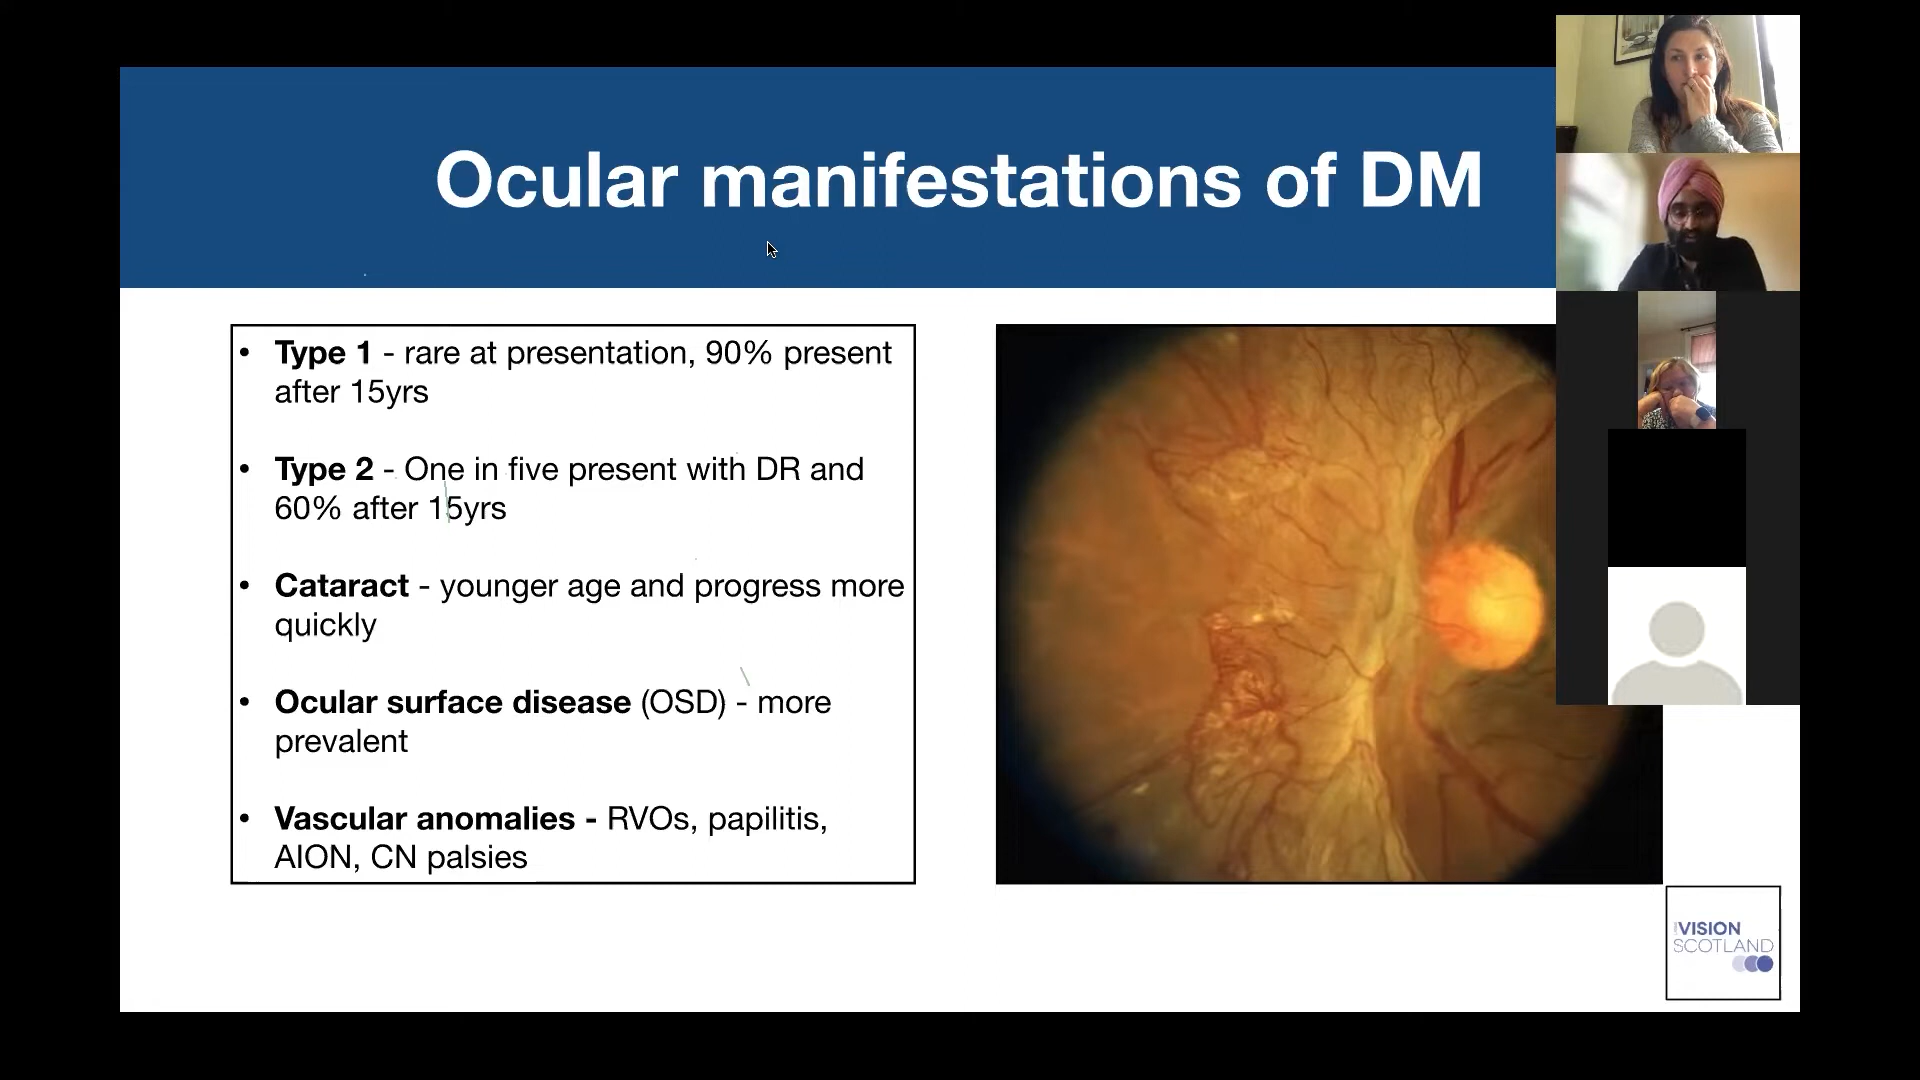 Ocular manifestations of DM
• Type 1 - rare at presentation, 90% present
after 15yrs
• Type 2 - One in five present with DR and
60% after 15yrs
• Cataract - younger age and progress more
quickly
• Ocular surface disease (OSD) - more
prevalent
• Vascular anomalies - RVOs, papilitis,
AION, CN palsies
VISION
SCOTLAND